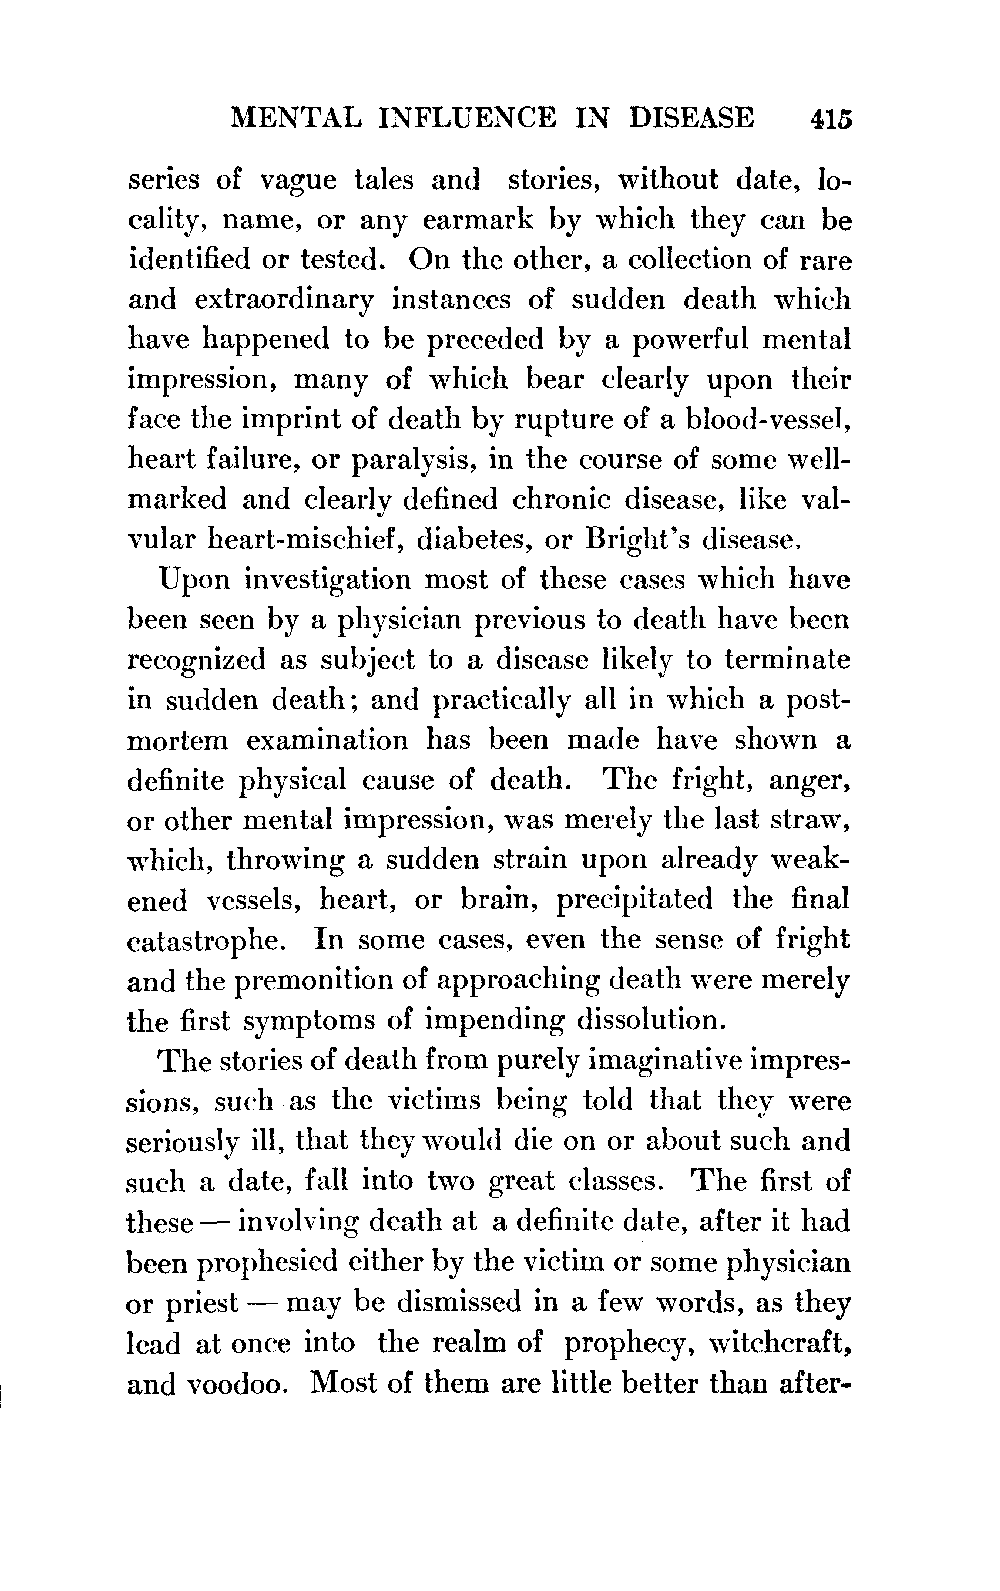 MENTAL INFLUENCE IN DISEASE 415
series of vague tales and stories, without date, lo-
cality, name, or any earmark by which they can be
identified or tested. On the other, a collection of rare
and extraordinary instances of sudden death which
have happened to be preceded by a powerful mental
impression, many of which bear clearly upon their
face the imprint of death by rupture of a blood-vessel,
heart failure, or paralysis, in the course of some well-
marked and clearly defined chronic disease, like val-
vular heart-mischief, diabetes, or Bright's disease.
Upon investigation most of these cases which have
been seen by a physician previous to death have been
recognized as subject to a disease likely to terminate
in sudden death; and practically all in which a post-
mortem examination has been made have shown a
definite physical cause of death. The fright, anger,
or other mental impression, was merely the last straw,
which, throwing a sudden strain upon already weak-
ened vessels, heart, or brain, precipitated the final
catastrophe. In some cases, even the sense of fright
and the premonition of approaching death were merely
the first symptoms of impending dissolution.
The stories of death from purely imaginative impres-
sions, such as the victims being told that they were
seriously ill, that they would die on or about such and
such a date, fall into two great classes. The first of
these — involving death at a definite date, after it had
been prophesied either by the victim or some physician
or priest — may be dismissed in a few words, as they
lead at once into the realm of prophecy, witchcraft,
and voodoo. Most of them are little better than after-